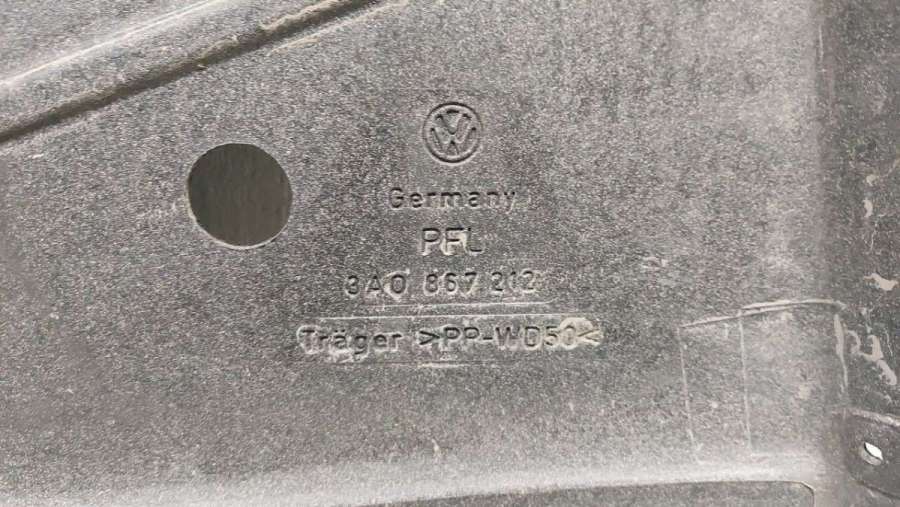 Germany
PFL
3A0 867 212
Träger >PP-WD50<